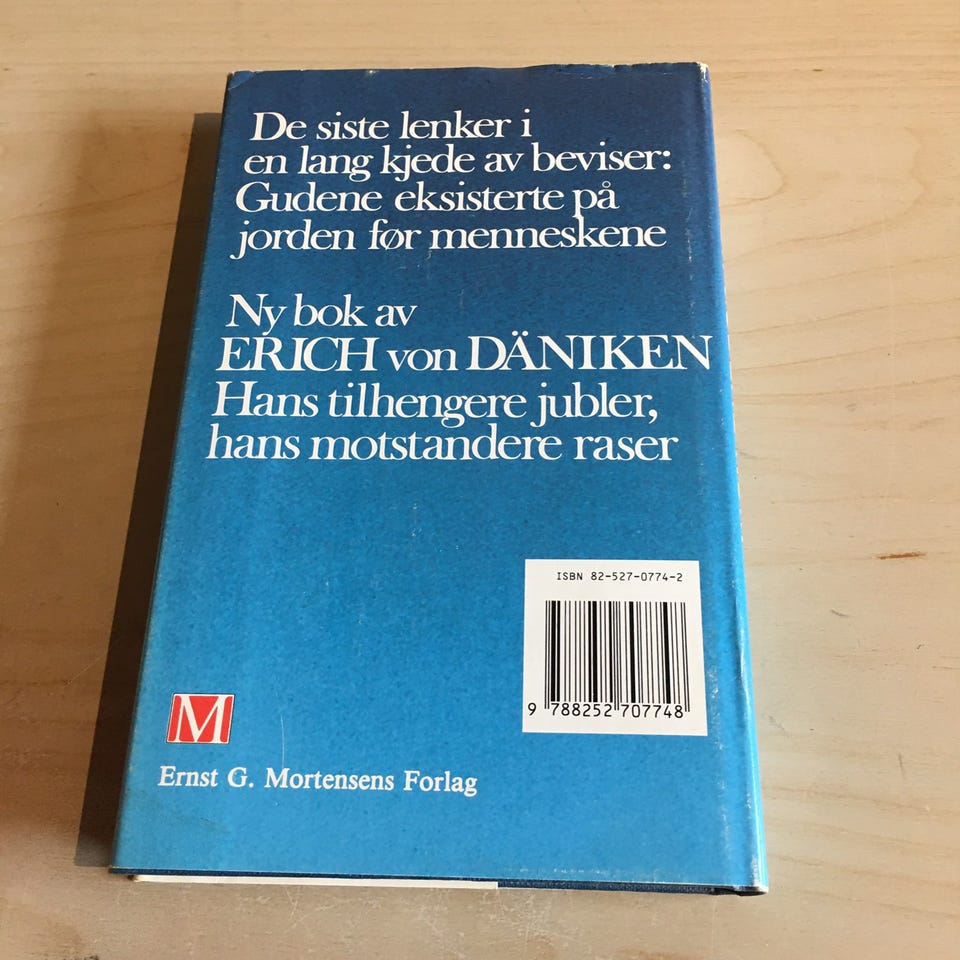 De siste lenker i
en lang kjede av beviser:
Gudene eksisterte på
jorden før menneskene
Ny bok av
ERICH von DÄNIKEN
Hans tilhengere jubler,
hans motstandere raser
ISBN 82-527-0774-2
9 788252 707748
M
Ernst G. Mortensens Forlag